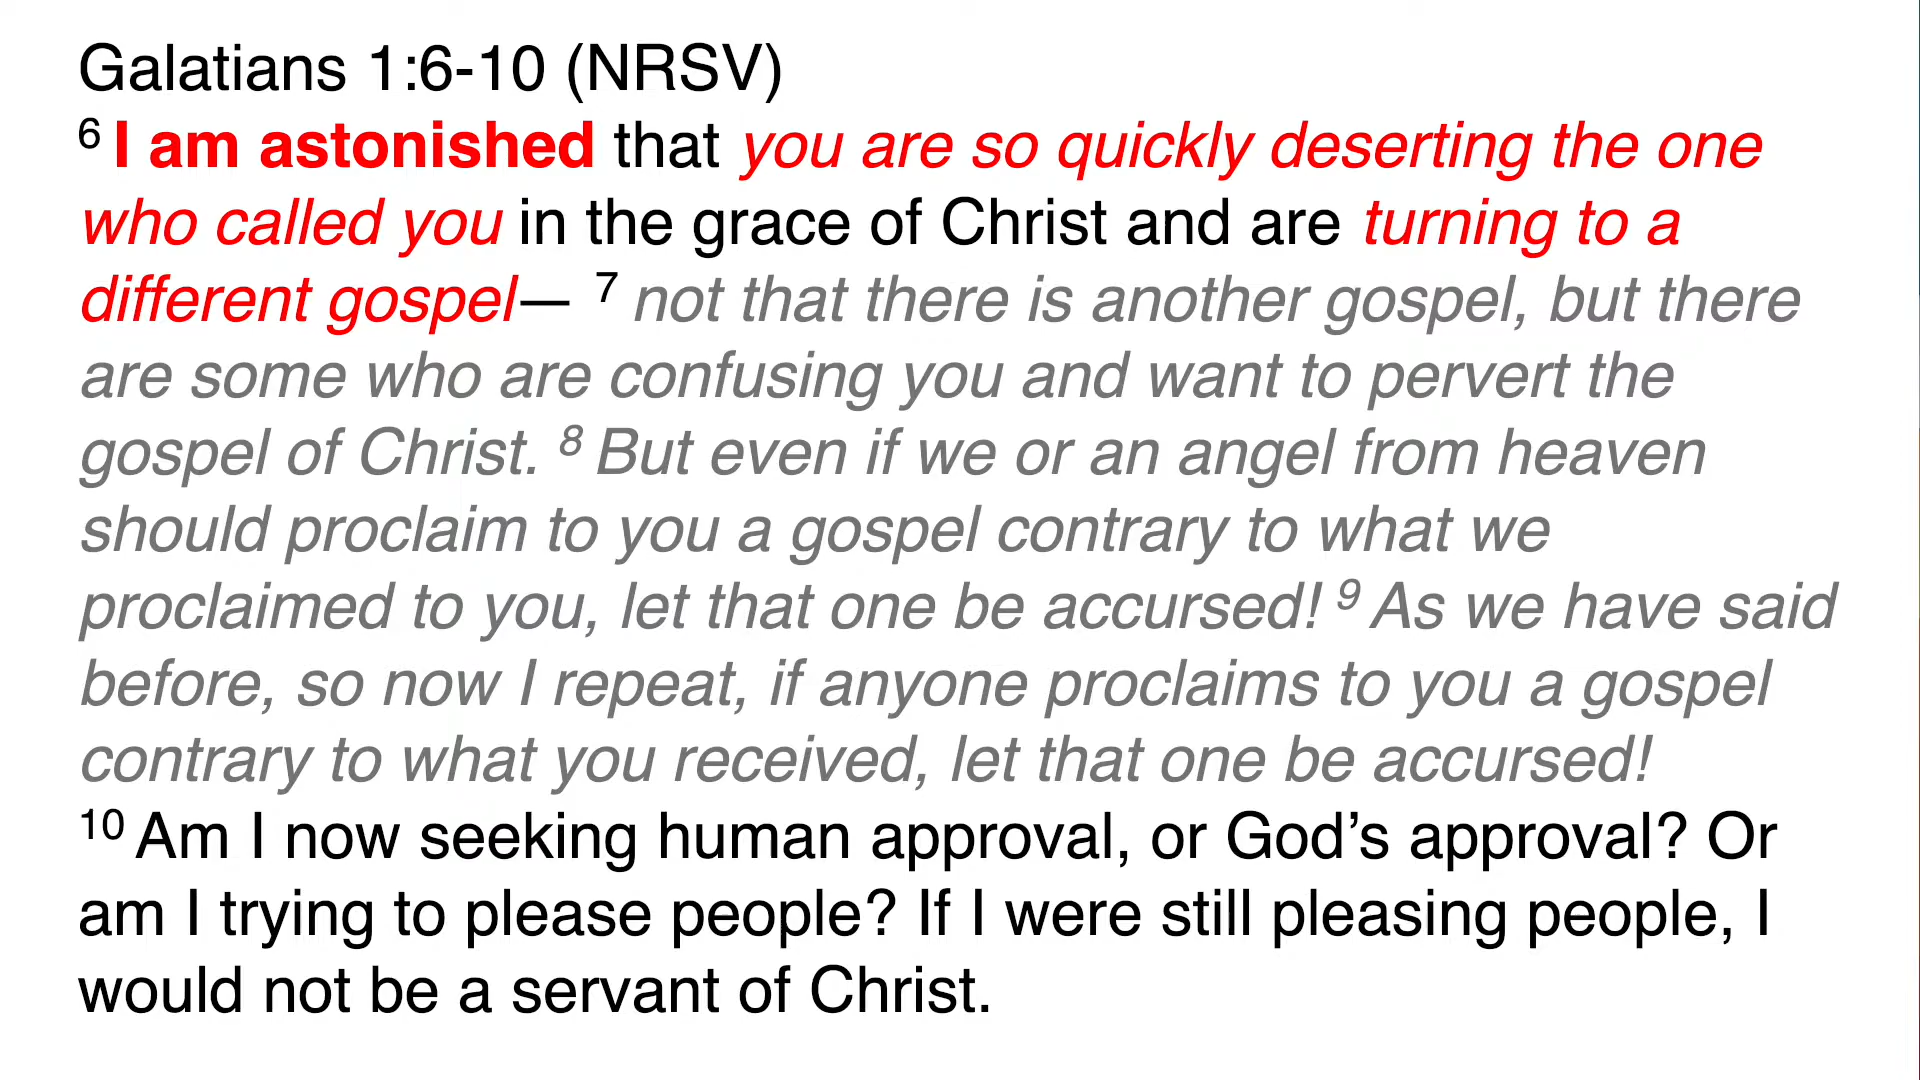 Galatians 1:6-10 (NRSV)
6 I am astonished that you are so quickly deserting the one
who called you in the grace of Christ and are turning to a
different gospel— 7 not that there is another gospel, but there
are some who are confusing you and want to pervert the
gospel of Christ. 8 But even if we or an angel from heaven
should proclaim to you a gospel contrary to what we
proclaimed to you, let that one be accursed! 9 As we have said
before, so now I repeat, if anyone proclaims to you a gospel
contrary to what you received, let that one be accursed!
10 Am I now seeking human approval, or God’s approval? Or
am I trying to please people? If I were still pleasing people, I
would not be a servant of Christ.